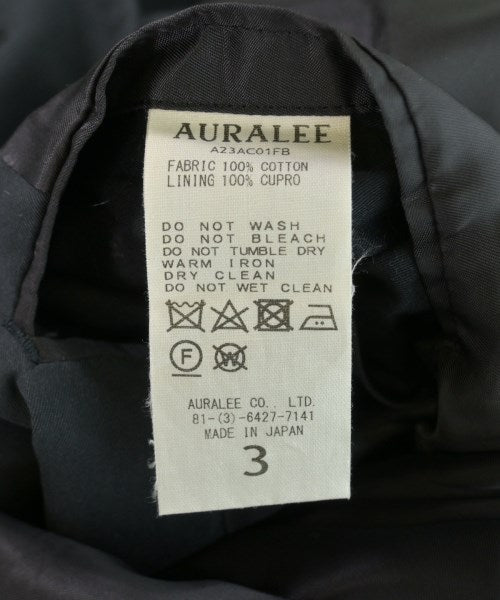 AURALEE
A23AC01FB
FABRIC 100% COTTON
LINING 100% CUPRO
DO NOT WASH
DO NOT BLEACH
DO NOT TUMBLE DRY
WARM IRON
DRY CLEAN
DO NOT WET CLEAN
F W
AURALEE CO., LTD.
81-(3)-6427-7141
MADE IN JAPAN
3